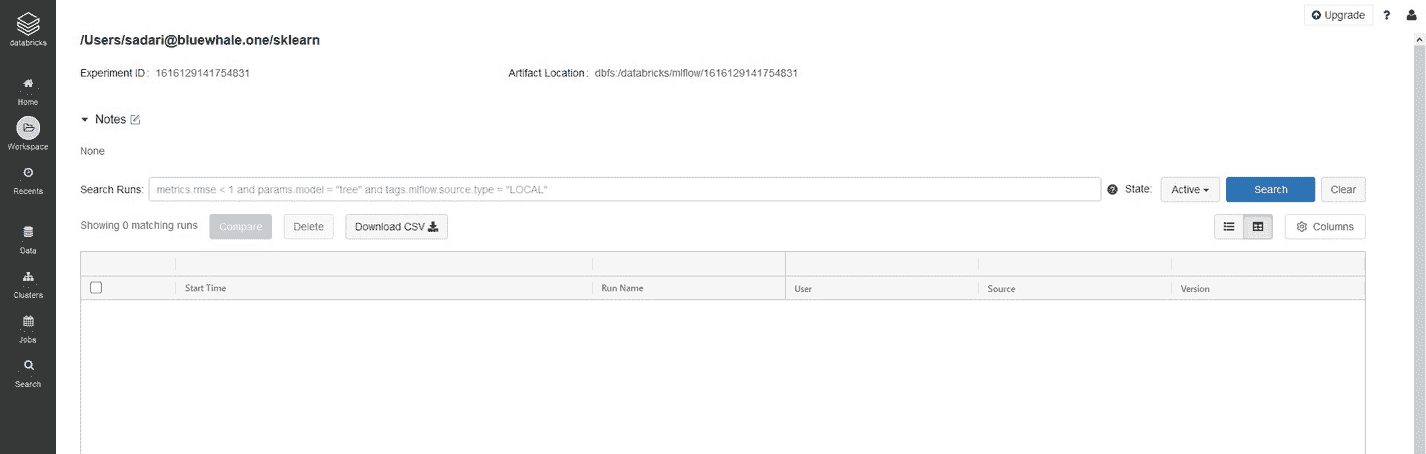 databricks
Home
Workspace
Recents
Data
Clusters
Jobs
Search
Upgrade ?
/Users/sadari@bluewhale.one/sklearn
Experiment ID : 1616129141754831 Artifact Location : dbfs:/databricks/mlflow/1616129141754831
Notes
None
Search Runs: metrics.rmse < 1 and params.model = "tree" and tags.mlflow.source.type = "LOCAL" ? State: Active Search Clear
Showing 0 matching runs Compare Delete Download CSV Columns
Start Time Run Name User Source Version